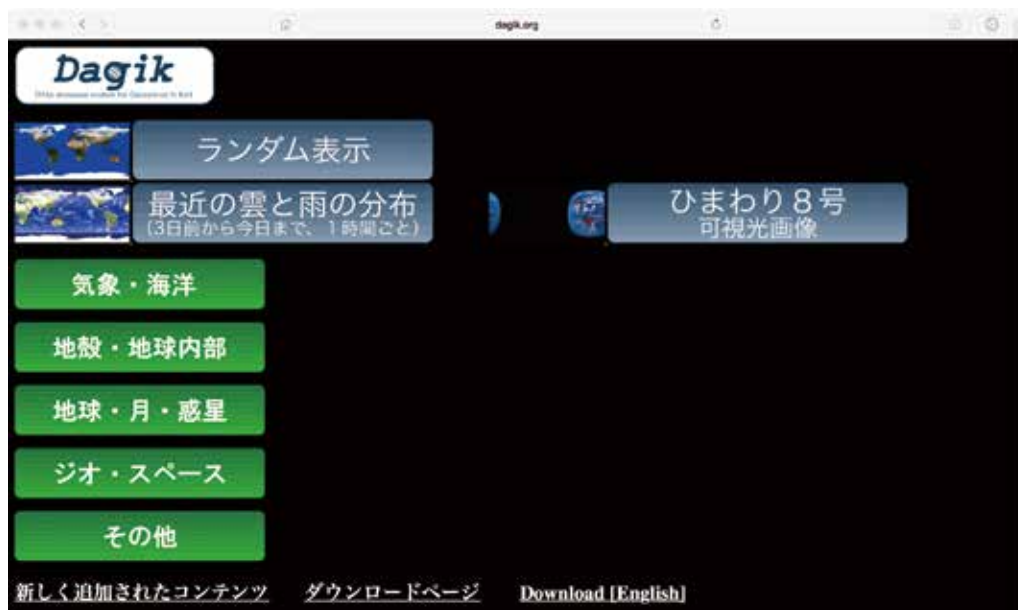 dagik.org
Dagik
ランダム表示
最近の雲と雨の分布
(3日前から今日まで、1時間ごと)
ひまわり8号
可視光画像
気象・海洋
地殻・地球内部
地球・月・惑星
ジオ・スペース
その他
新しく追加されたコンテンツ ダウンロードページ Download [English]